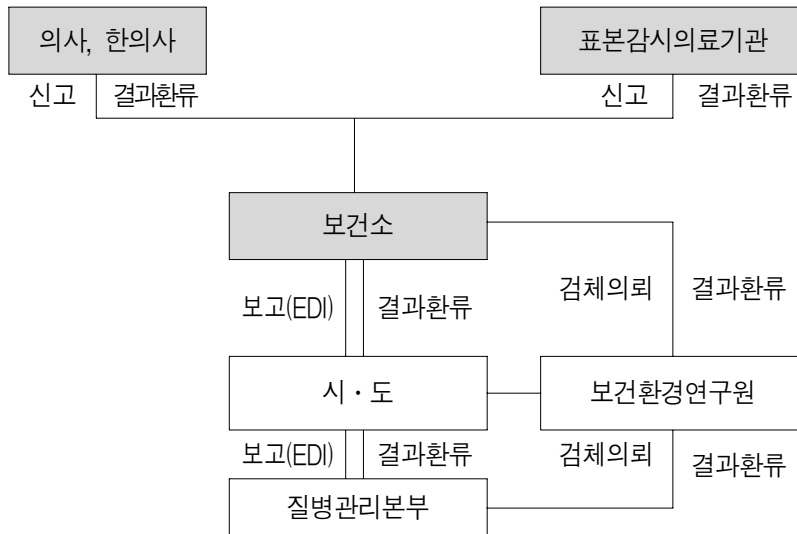 의사, 한의사
표본감시의료기관
신고 결과환류
신고 결과환류
보건소
보고(EDI) 결과환류
검체의뢰 결과환류
시·도
보건환경연구원
보고(EDI) 결과환류
검체의뢰 결과환류
질병관리본부